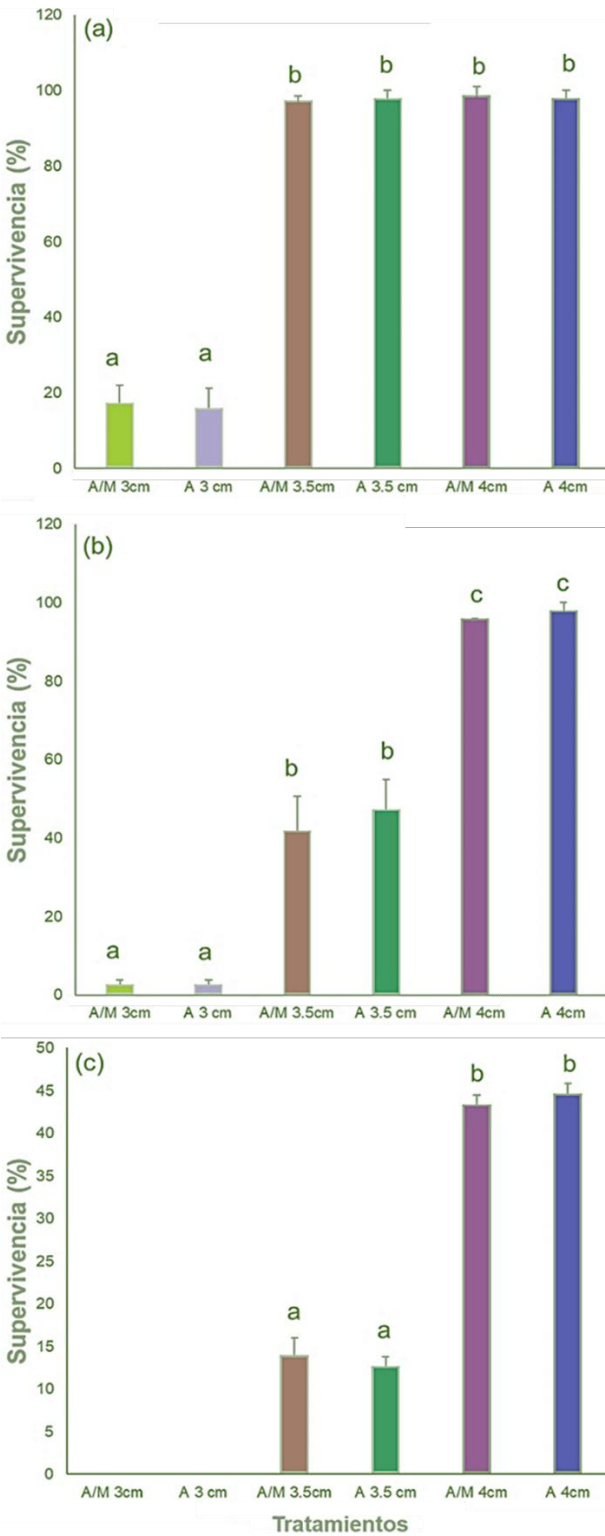 (a)
Supervivencia (%)
120
100
80
60
40
20
0
a a b b b b
A/M 3cm A 3 cm A/M 3.5cm A 3.5 cm A/M 4cm A 4cm
(b)
Supervivencia (%)
120
100
80
60
40
20
0
a a b b c c
A/M 3cm A 3 cm A/M 3.5cm A 3.5 cm A/M 4cm A 4cm
(c)
Supervivencia (%)
50
45
40
35
30
25
20
15
10
5
0
a a b b
A/M 3cm A 3 cm A/M 3.5cm A 3.5 cm A/M 4cm A 4cm
Tratamientos